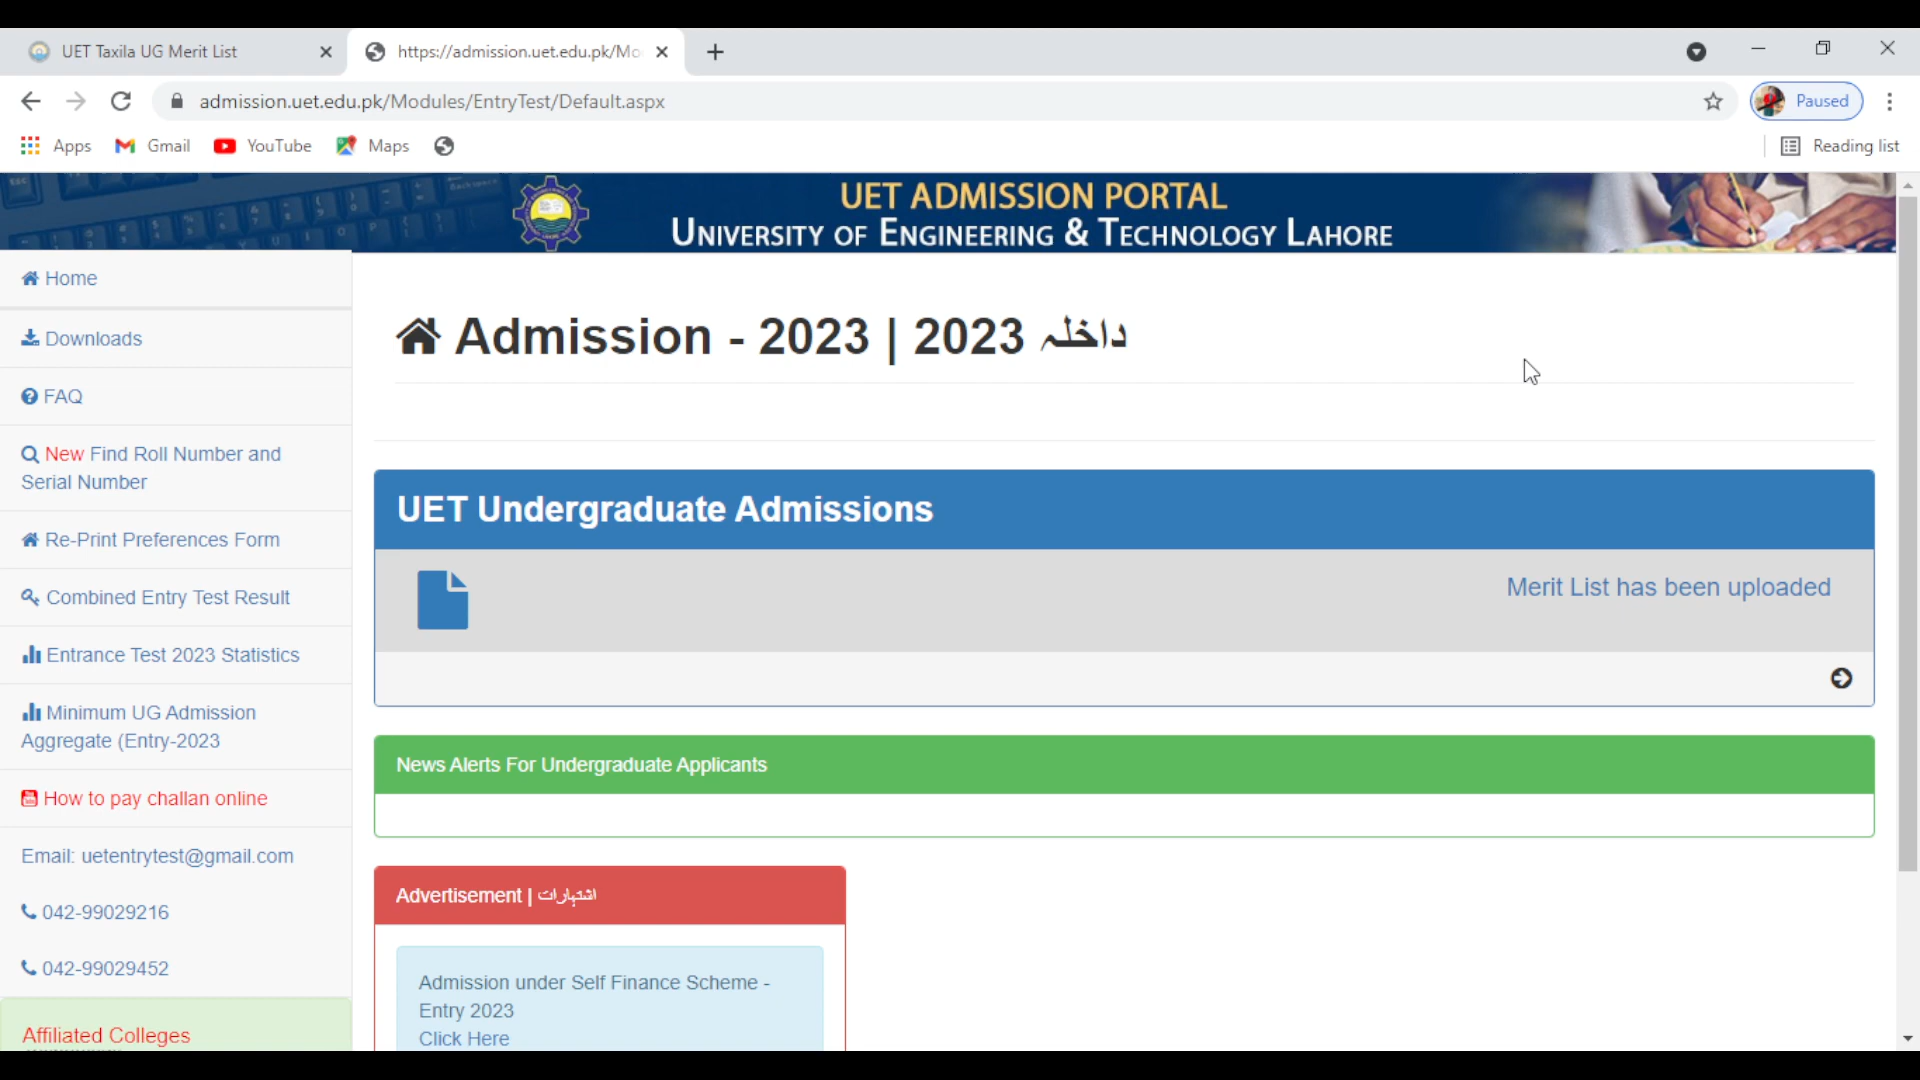 UET Taxila UG Merit List
https://admission.uet.edu.pk/Mo
admission.uet.edu.pk/Modules/EntryTest/Default.aspx
Paused
Apps
Gmail
YouTube
Maps
Reading list
UET ADMISSION PORTAL
UNIVERSITY OF ENGINEERING & TECHNOLOGY LAHORE
Home
Downloads
FAQ
New Find Roll Number and
Serial Number
Re-Print Preferences Form
Combined Entry Test Result
Entrance Test 2023 Statistics
Minimum UG Admission
Aggregate (Entry-2023
How to pay challan online
Email: uetentrytest@gmail.com
042-99029216
042-99029452
Affiliated Colleges
Admission - 2023 | 2023 داخلہ
UET Undergraduate Admissions
Merit List has been uploaded
News Alerts For Undergraduate Applicants
Advertisement | اشتہارات
Admission under Self Finance Scheme -
Entry 2023
Click Here